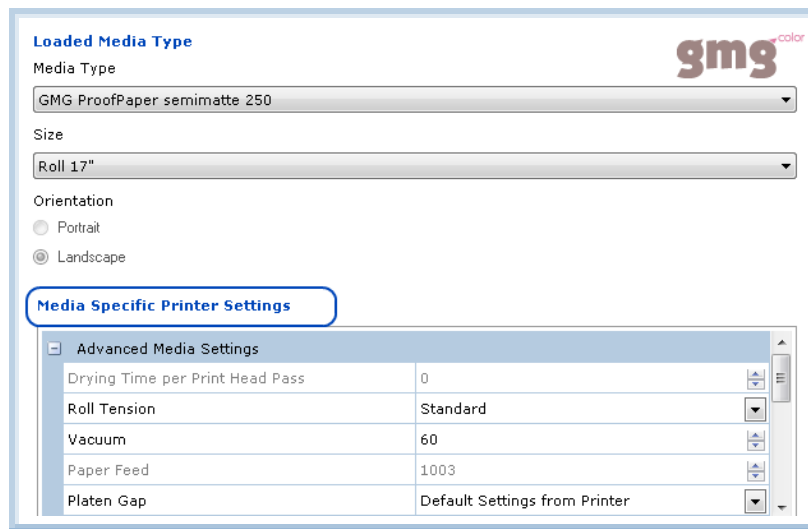 Loaded Media Type
gmg color
Media Type
GMG ProofPaper semimatte 250
Size
Roll 17"
Orientation
Portrait
Landscape
Media Specific Printer Settings
Advanced Media Settings
Drying Time per Print Head Pass 0
Roll Tension Standard
Vacuum 60
Paper Feed 1003
Platen Gap Default Settings from Printer